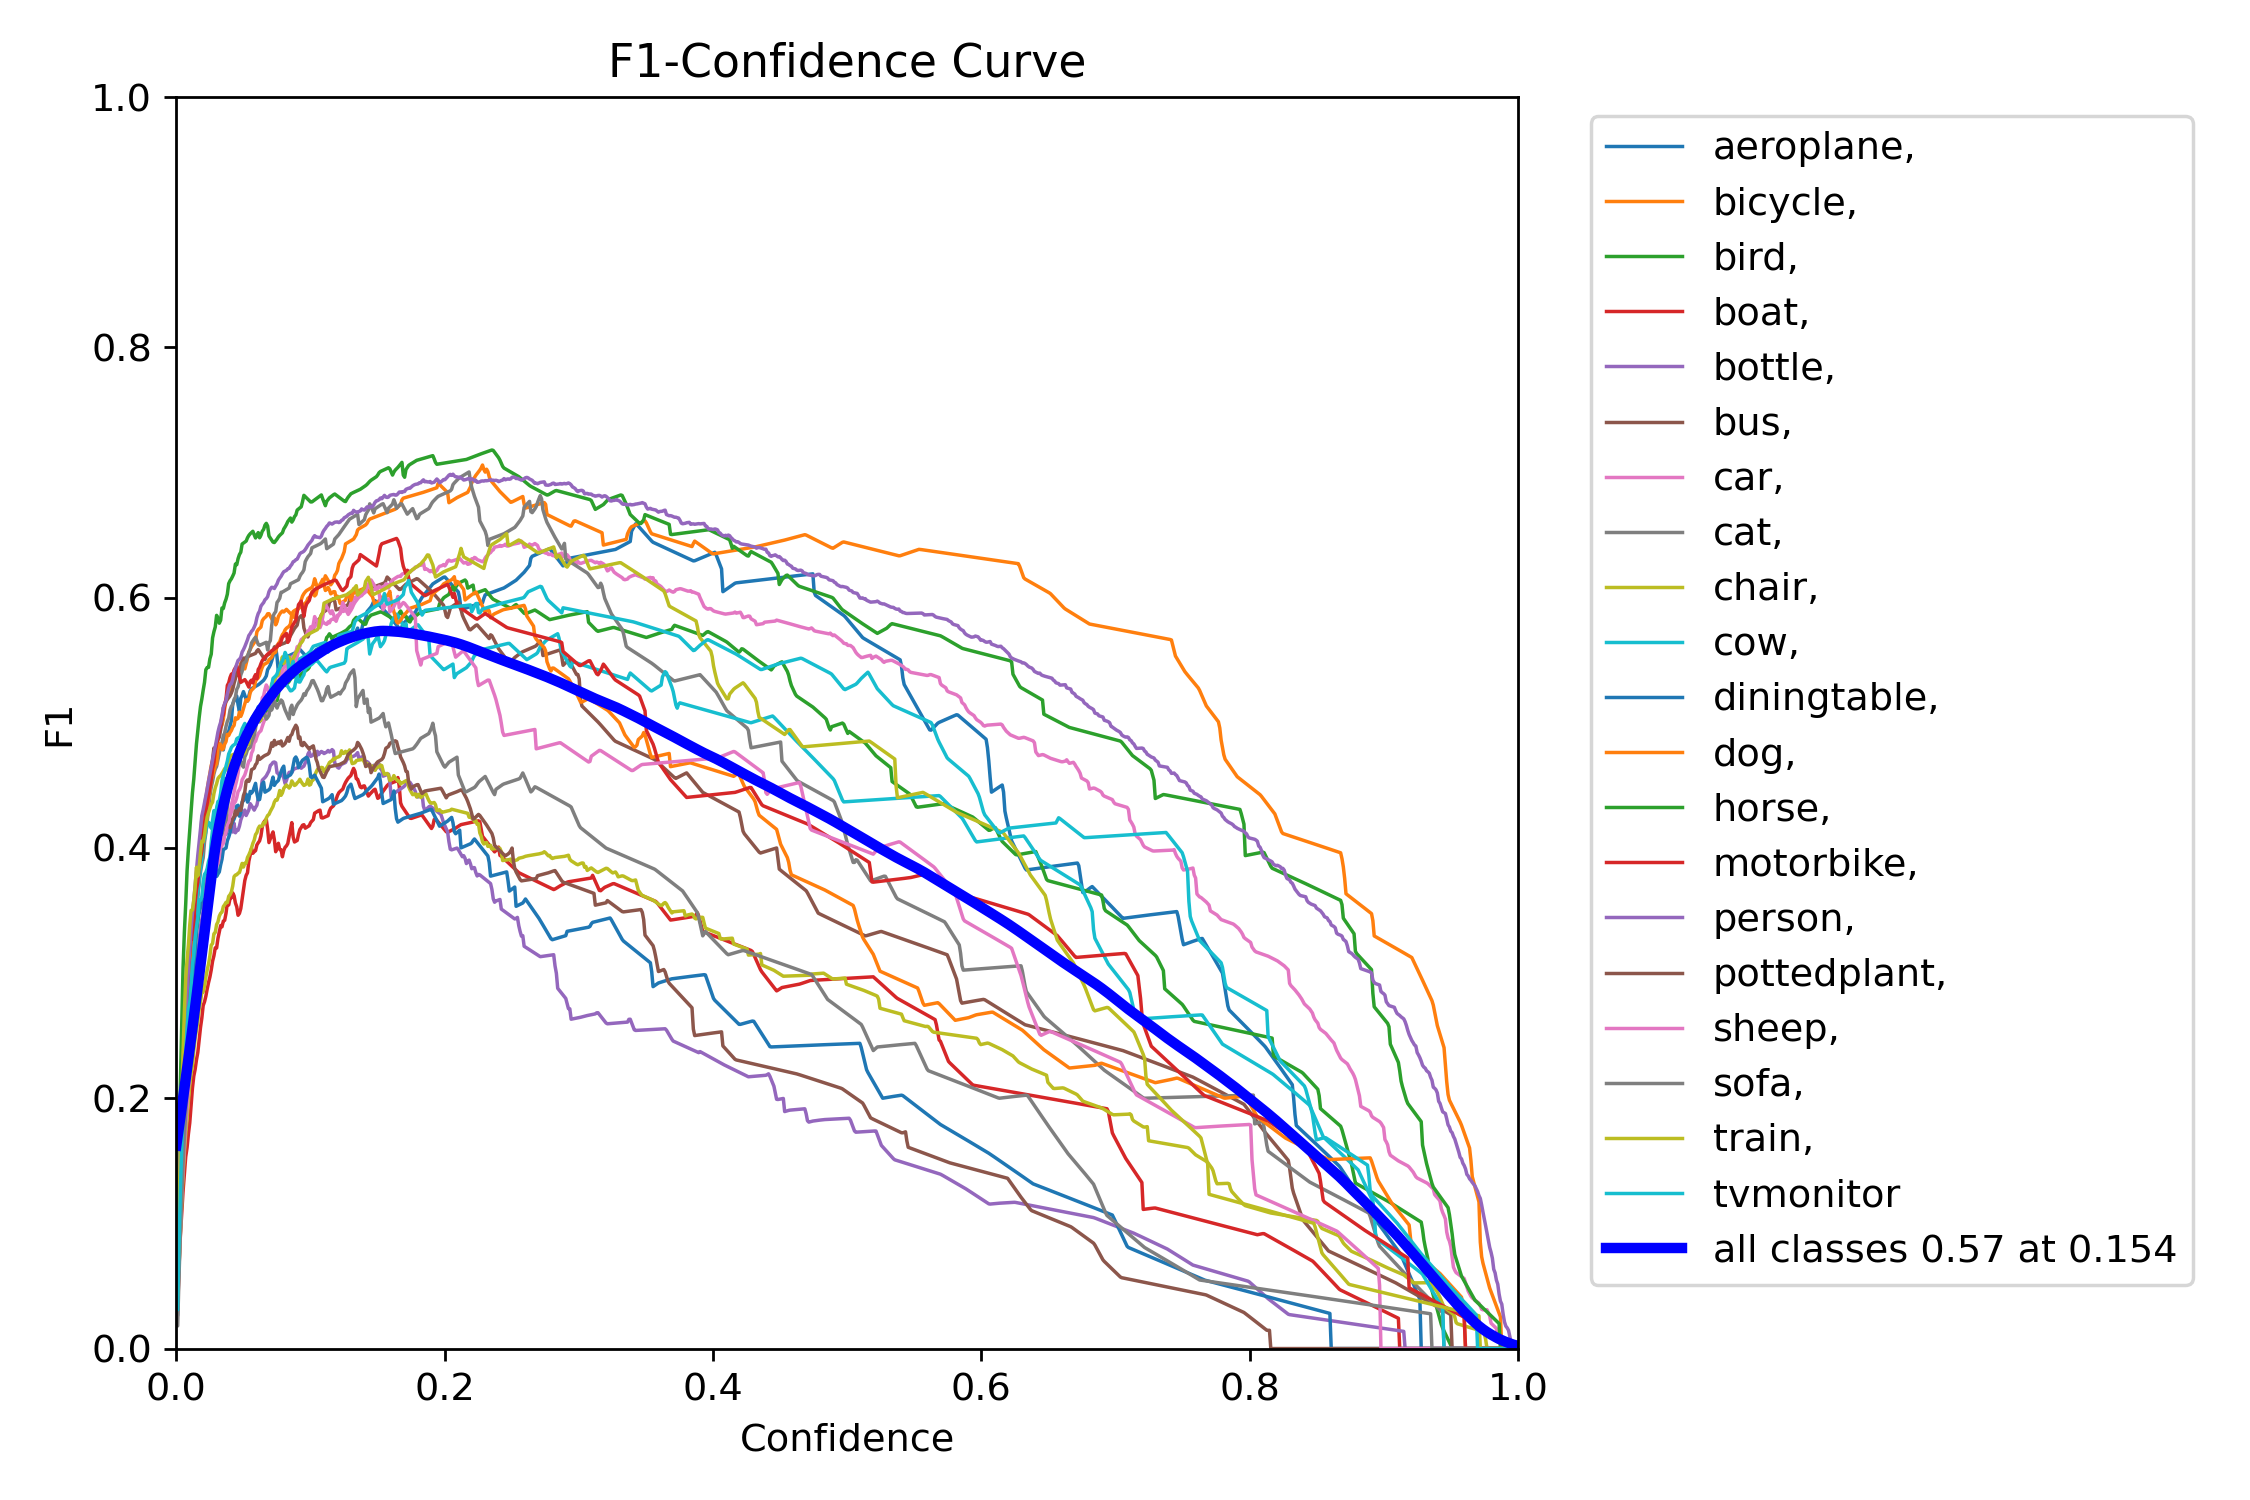 F1-Confidence Curve
1.0
0.8
0.6
0.4
0.2
0.0
F1
0.0 0.2 0.4 0.6 0.8 1.0
Confidence
aeroplane,
bicycle,
bird,
boat,
bottle,
bus,
car,
cat,
chair,
cow,
diningtable,
dog,
horse,
motorbike,
person,
pottedplant,
sheep,
sofa,
train,
tvmonitor
all classes 0.57 at 0.154